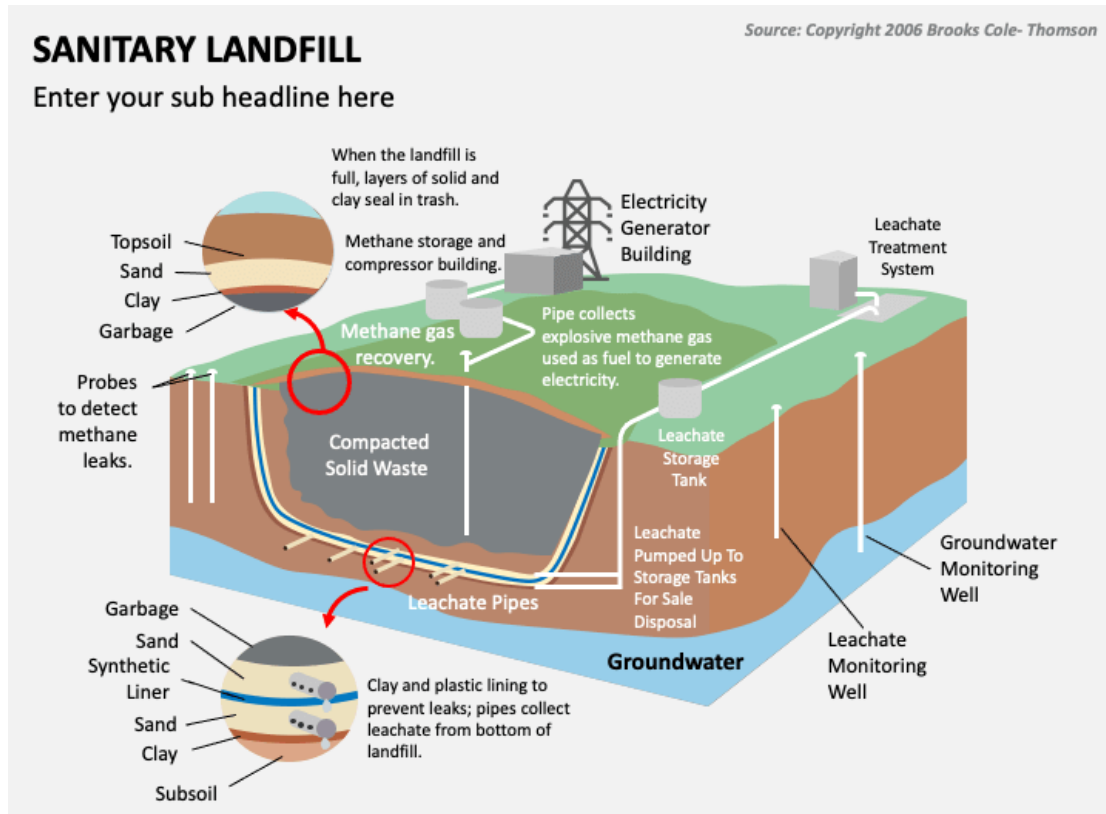 Source: Copyright 2006 Brooks Cole- Thomson
SANITARY LANDFILL
Enter your sub headline here
When the landfill is
full, layers of solid and
clay seal in trash.
Methane storage and
compressor building.
Electricity
Generator
Building
Leachate
Treatment
System
Topsoil
Sand
Clay
Garbage
Methane gas
recovery.
Pipe collects
explosive methane gas
used as fuel to generate
electricity.
Probes
to detect
methane
leaks.
Compacted
Solid Waste
Leachate
Storage
Tank
Leachate
Pumped Up To
Storage Tanks
For Sale
Disposal
Groundwater
Monitoring
Well
Leachate Pipes
Groundwater
Leachate
Monitoring
Well
Garbage
Sand
Synthetic
Liner
Sand
Clay
Subsoil
Clay and plastic lining to
prevent leaks; pipes collect
leachate from bottom of
landfill.